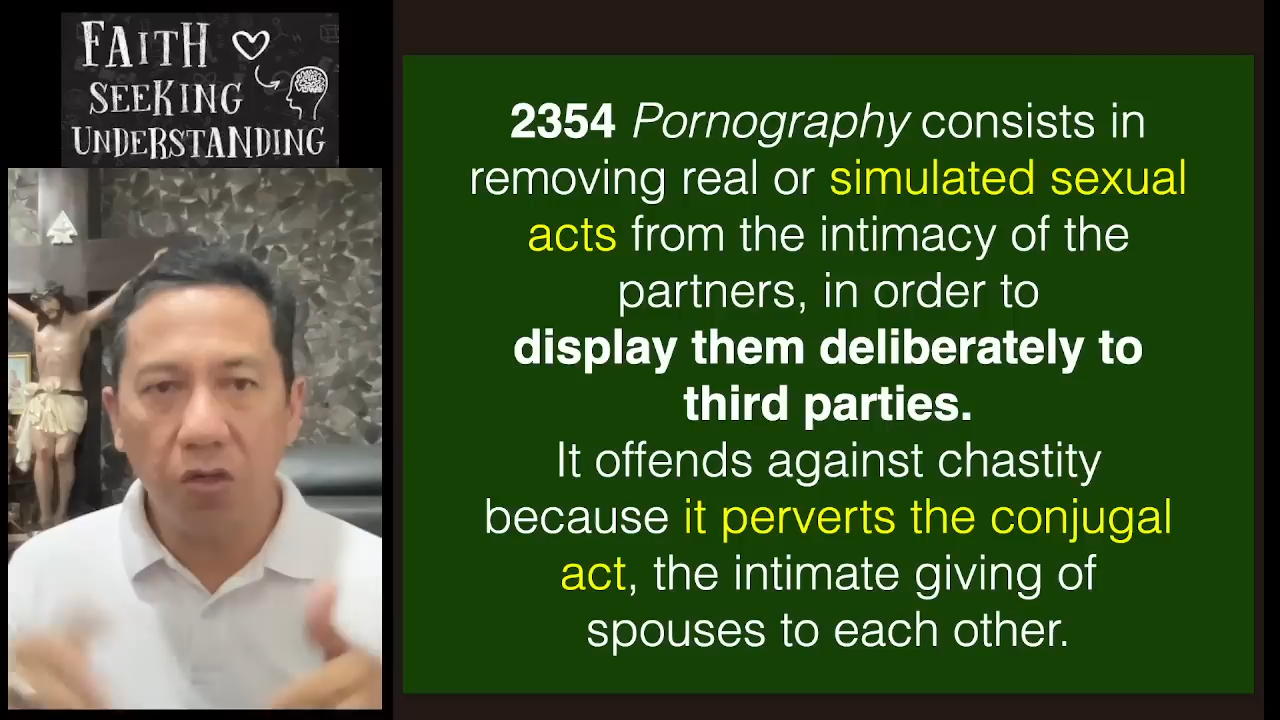 FAITH
SEEKING
UNDERSTANDING
2354 Pornography consists in
removing real or simulated sexual
acts from the intimacy of the
partners, in order to
display them deliberately to
third parties.
It offends against chastity
because it perverts the conjugal
act, the intimate giving of
spouses to each other.